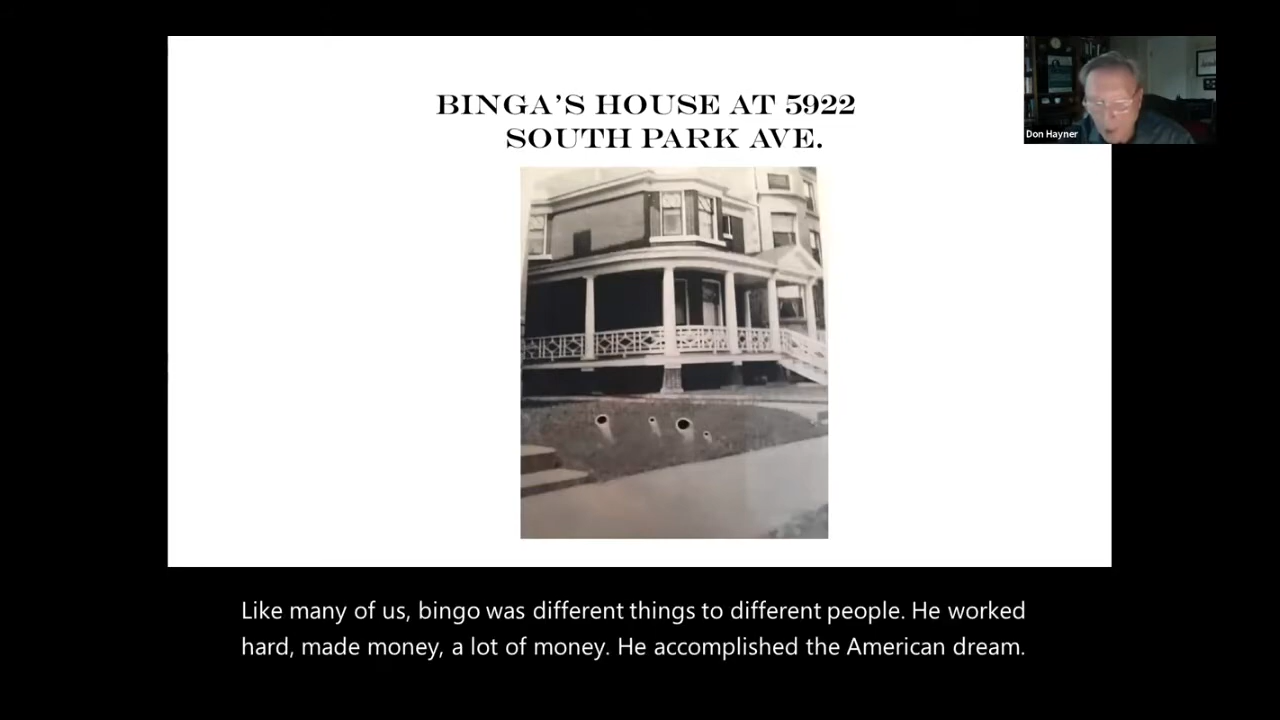 BINGA'S HOUSE AT 5922
SOUTH PARK AVE.
Don Hayner
Like many of us, bingo was different things to different people. He worked
hard, made money, a lot of money. He accomplished the American dream.